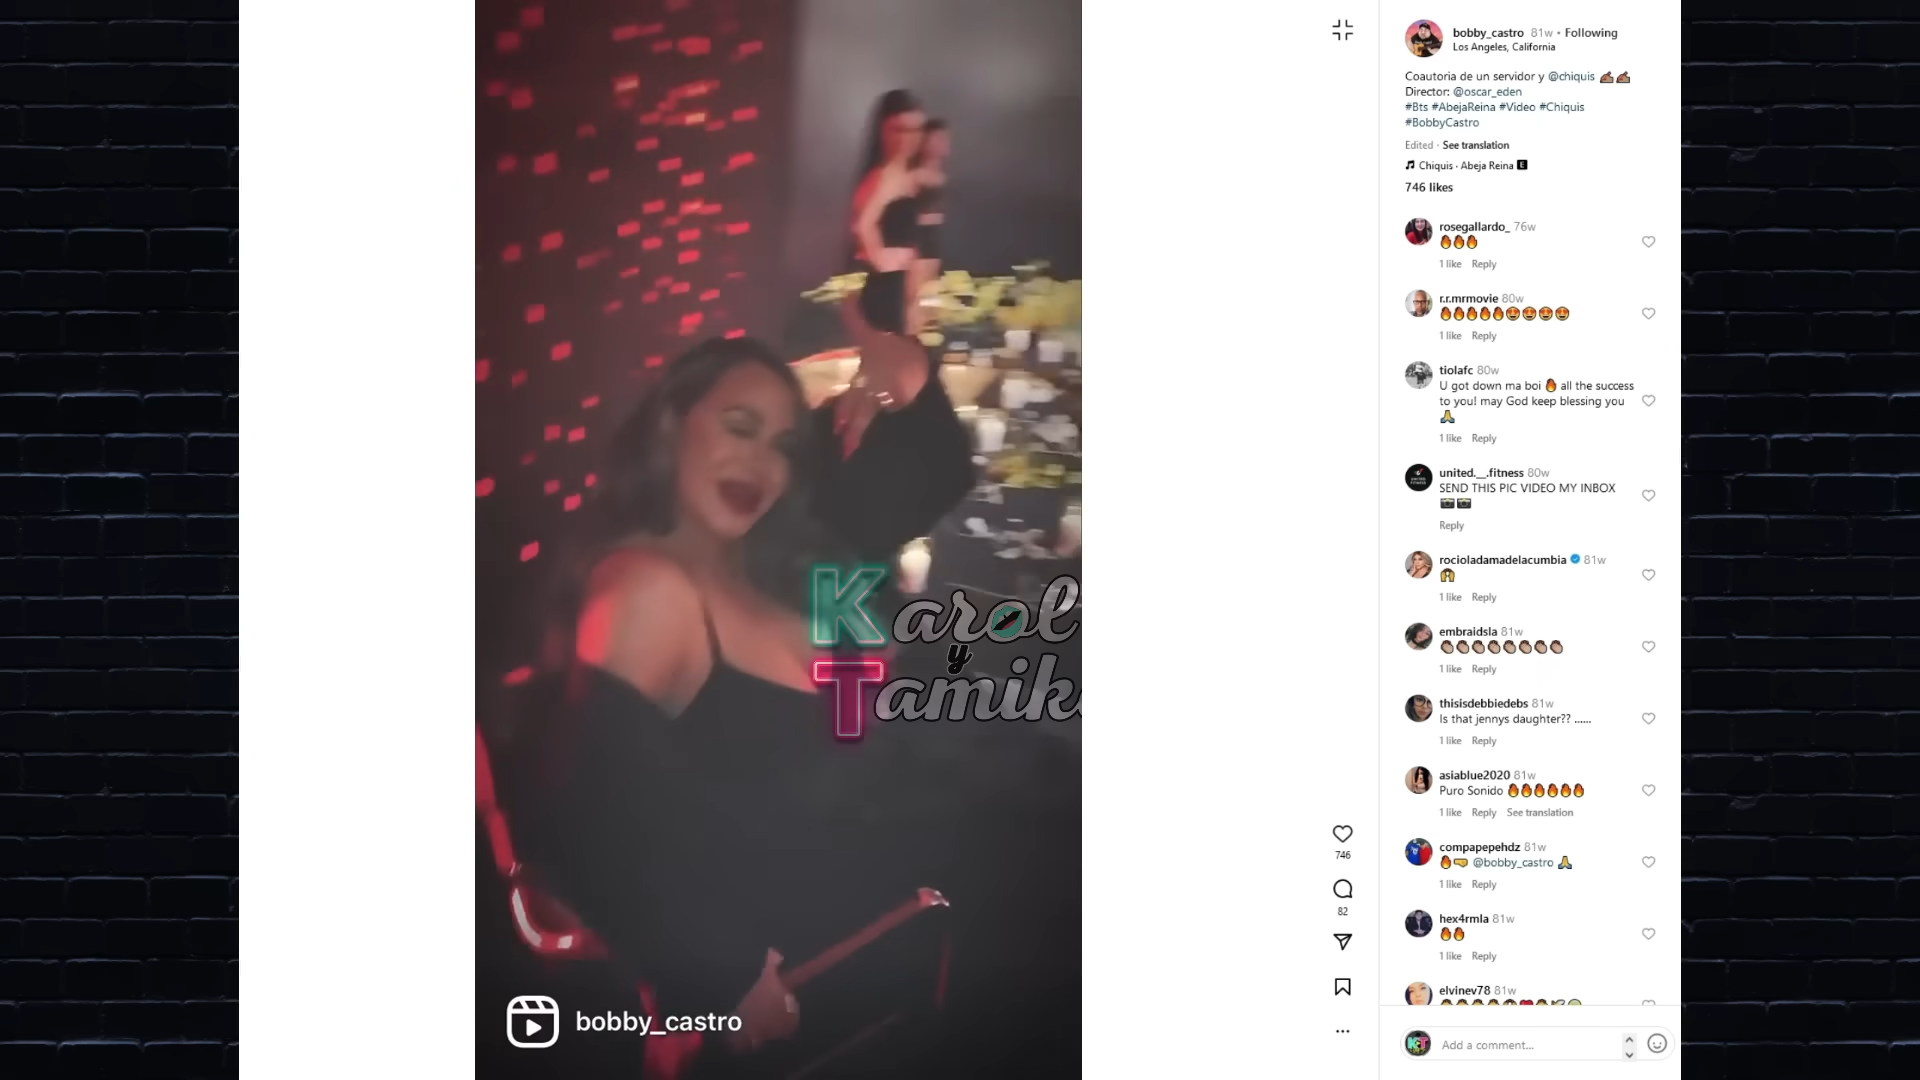 bobby_castro 81w • Following
Los Angeles, California
Coautoria de un servidor y @chiquis
Director: @oscar_eden
#Bts #AbejaReina #Video #Chiquis
#BobbyCastro
Edited · See translation
Chiquis · Abeja Reina E
746 likes
rosegallardo_ 76w
1 like Reply
r.r.mrmovie 80w
1 like Reply
tiolafc 80w
U got down ma boi 🔥 all the success
to you! may God keep blessing you
1 like Reply
united.__.fitness 80w
SEND THIS PIC VIDEO MY INBOX
Reply
rocioladamadelacumbia 81w
1 like Reply
embraidsla 81w
1 like Reply
thisisdebbiedebs 81w
Is that jennys daughter?? ......
1 like Reply
asiablue2020 81w
Puro Sonido 🔥🔥🔥🔥🔥🔥
1 like Reply See translation
compapepehdz 81w
@bobby_castro
1 like Reply
hex4rmla 81w
1 like Reply
elvinev78 81w
Add a comment...
746
82
Karol
y
Tamik
bobby_castro